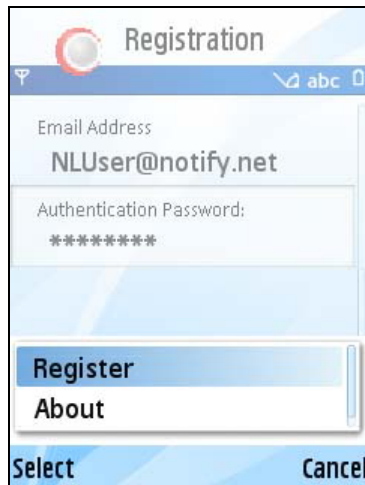 Registration
abc
Email Address
NLUser@notify.net
Authentication Password:
********
Register
About
Select Cancel